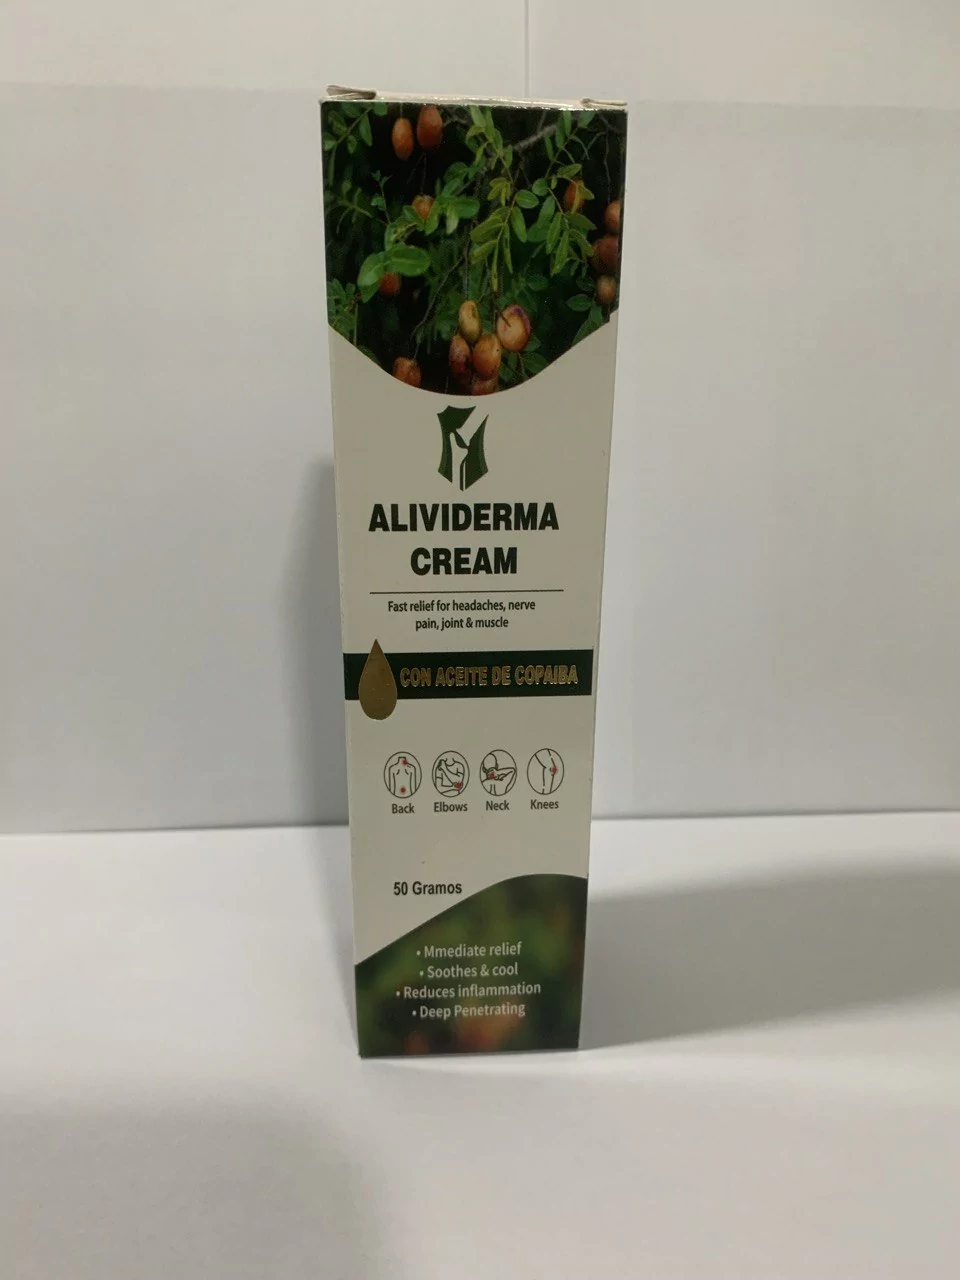 ALIVIDERMA
CREAM
Fast relief for headaches, nerve
pain, joint & muscle
CON ACEITE DE COPAIBA
Back Elbows Neck Knees
50 Gramos
• Mmediate relief
• Soothes & cool
• Reduces inflammation
• Deep Penetrating